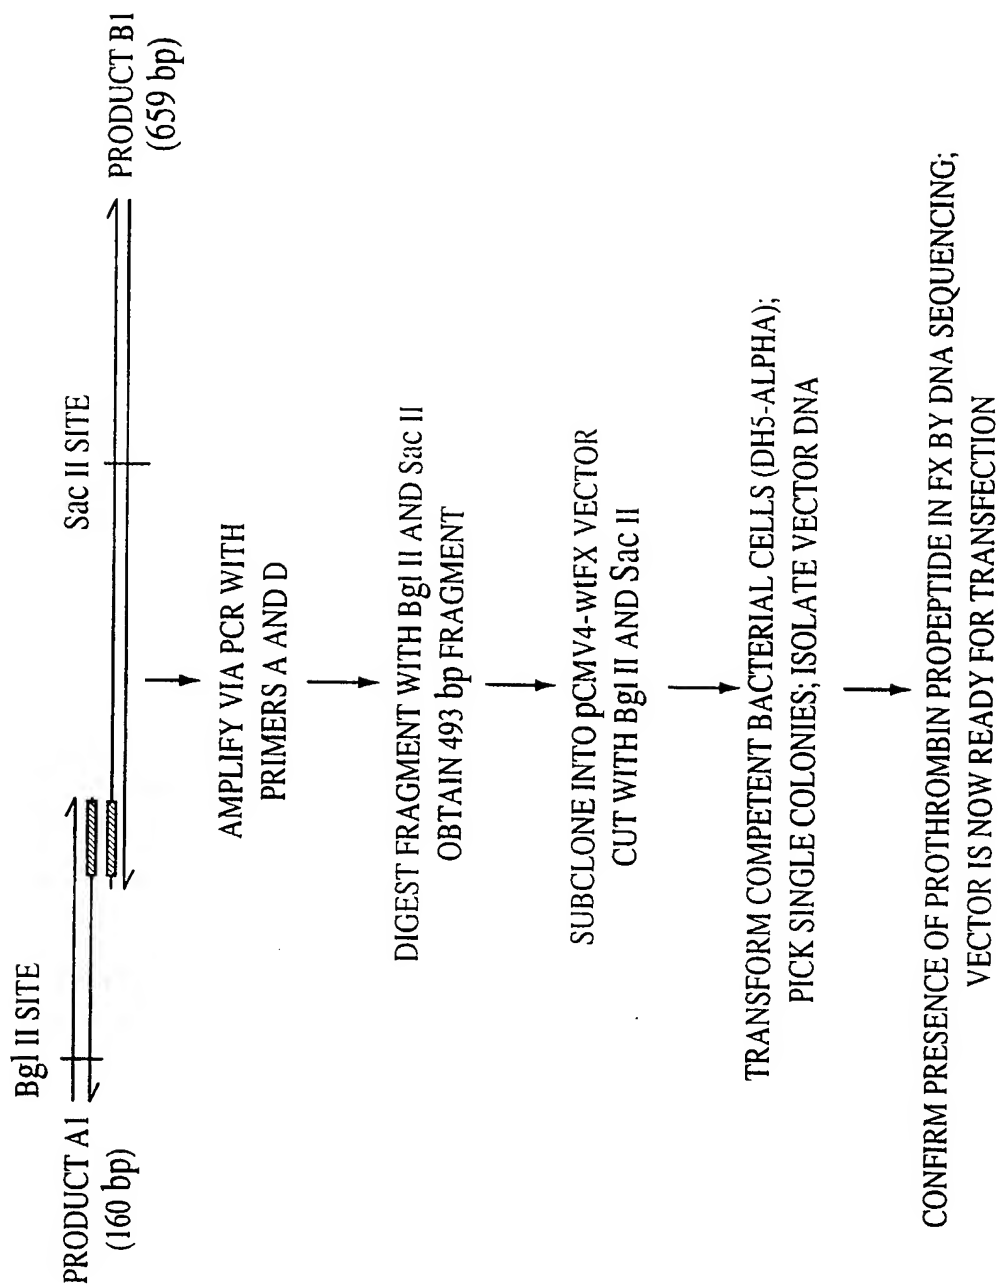 Bgl II SITE
PRODUCT A1
(160 bp)
Sac II SITE
PRODUCT B1
(659 bp)
AMPLIFY VIA PCR WITH
PRIMERS A AND D
DIGEST FRAGMENT WITH Bgl II AND Sac II
OBTAIN 493 bp FRAGMENT
SUBCLONE INTO pCMV4-wtFX VECTOR
CUT WITH Bgl II AND Sac II
TRANSFORM COMPETENT BACTERIAL CELLS (DH5-ALPHA);
PICK SINGLE COLONIES; ISOLATE VECTOR DNA
CONFIRM PRESENCE OF PROTHROMBIN PROPEPTIDE IN FX BY DNA SEQUENCING;
VECTOR IS NOW READY FOR TRANSFECTION